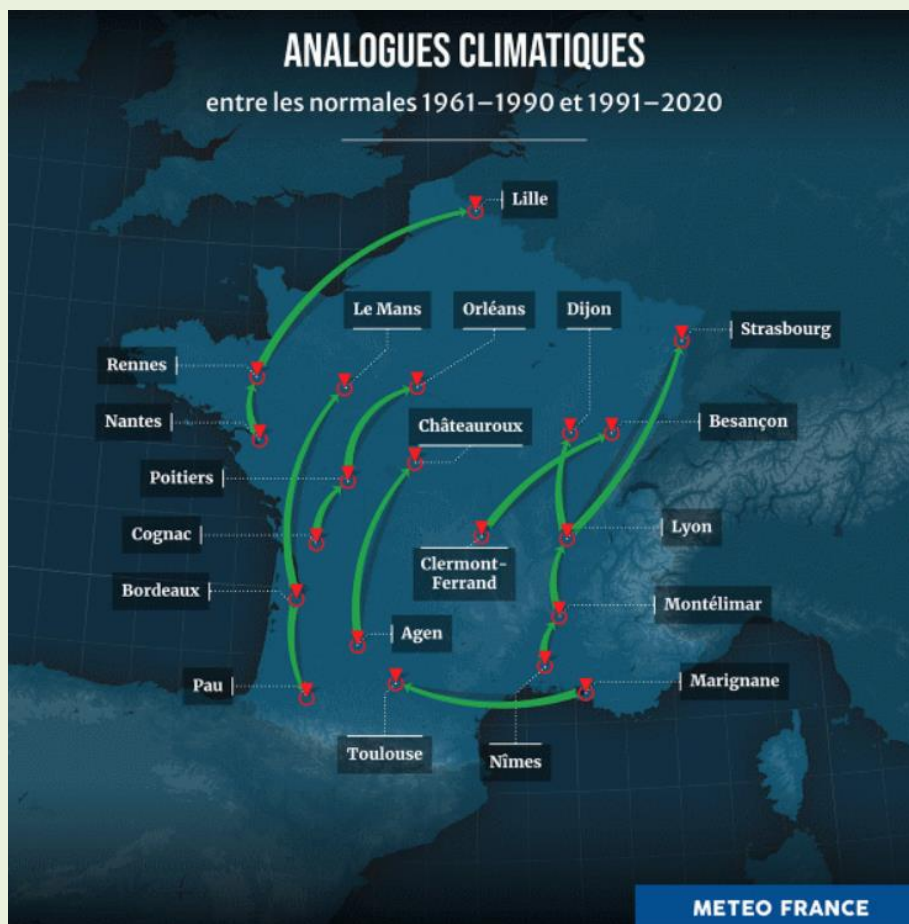 ANALOGUES CLIMATIQUES
entre les normales 1961–1990 et 1991–2020
Lille
Le Mans
Orléans
Dijon
Strasbourg
Rennes
Nantes
Châteauroux
Besançon
Poitiers
Cognac
Lyon
Clermont-
Ferrand
Bordeaux
Montélimar
Agen
Pau
Marignane
Toulouse
Nîmes
METEO FRANCE